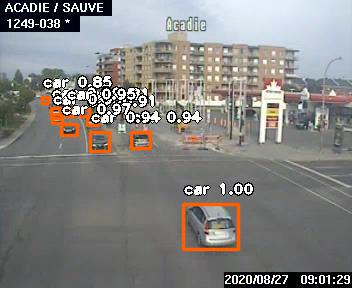 ACADIE / SAUVE
1249-038 *
Acadie
car 0.85
car 0.97
car 0.94 0.94
car 1.00
2020/08/27 09:01:29